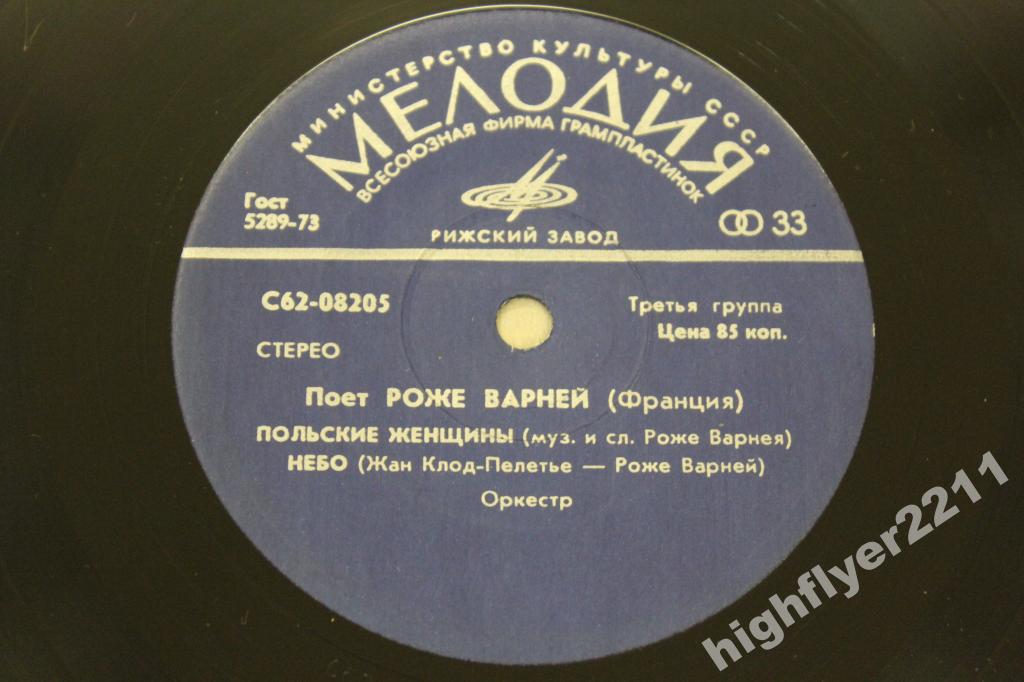 МИНИСТЕРСТВО КУЛЬТУРЫ СССР
МЕЛОДИЯ
ВСЕСОЮЗНАЯ ФИРМА ГРАМПЛАСТИНОК
Гост
5289-73
33
РИЖСКИЙ ЗАВОД
С62-08205
Третья группа
Цена 85 коп.
СТЕРЕО
Поет РОЖЕ ВАРНЕЙ (Франция)
ПОЛЬСКИЕ ЖЕНЩИНЫ (муз. и сл. Роже Варнея)
НЕБО (Жан Клод-Пелетье — Роже Варней)
Оркестр
highflyer2211